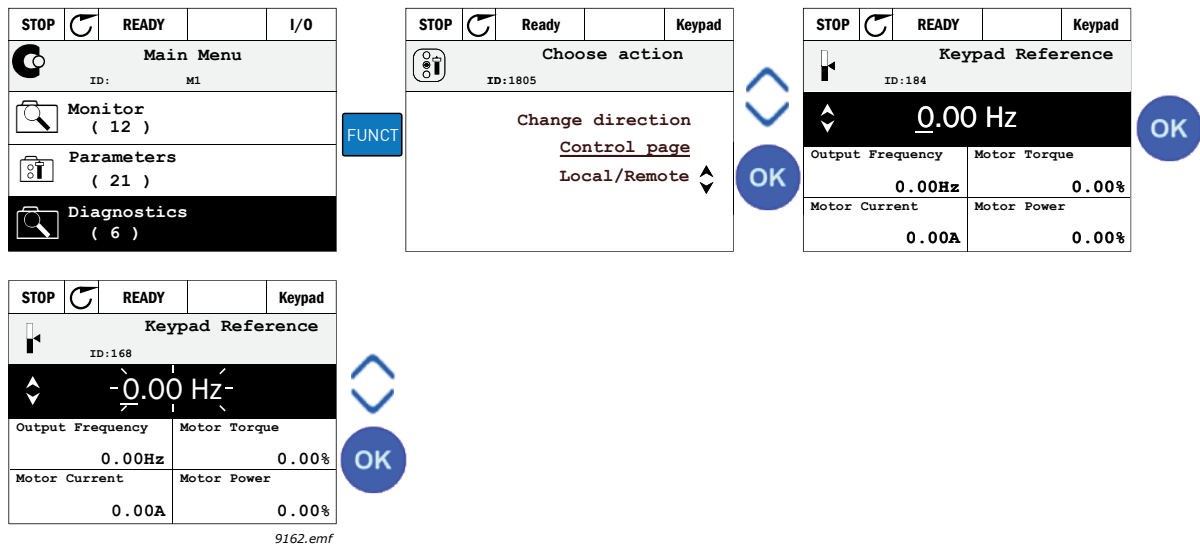 STOP READY I/O
Main Menu
ID: M1
Monitor
( 12 )
Parameters
( 21 )
Diagnostics
( 6 )
FUNCT
STOP Ready Keypad
Choose action
ID:1805
Change direction
Control page
Local/Remote
OK
STOP READY Keypad
Keypad Reference
ID:184
0.00 Hz
Output Frequency Motor Torque
0.00Hz 0.00%
Motor Current Motor Power
0.00A 0.00%
OK
STOP READY Keypad
Keypad Reference
ID:168
0.00 Hz
Output Frequency Motor Torque
0.00Hz 0.00%
Motor Current Motor Power
0.00A 0.00%
OK
9162.emf